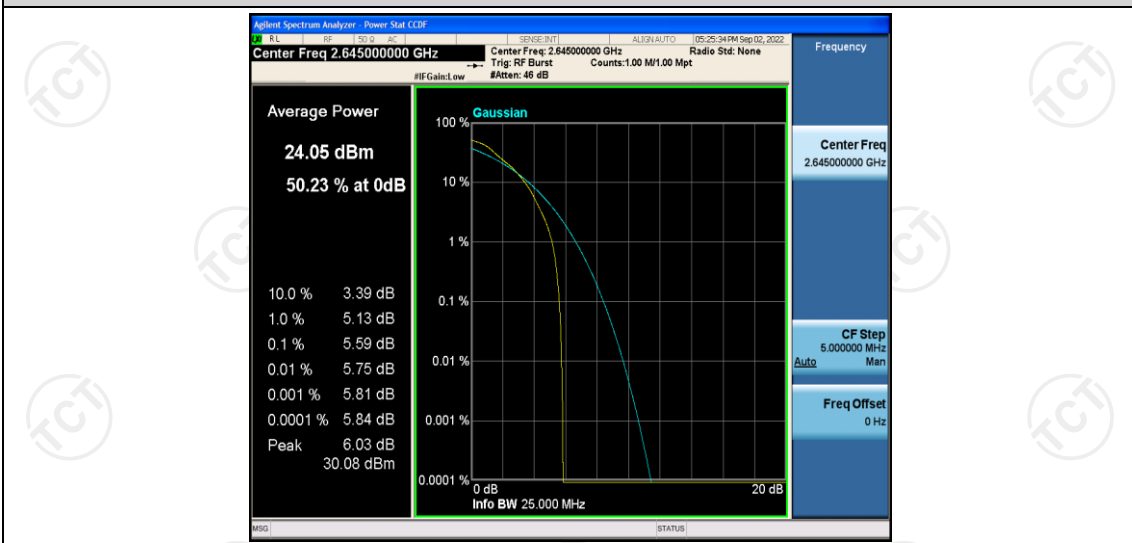 Agilent Spectrum Analyzer - Power Stat CCDF
RL RF 50 Ω AC SENSE:INT ALIGN AUTO 05:25:34 PM Sep 02, 2022
Center Freq 2.645000000 GHz
Center Freq: 2.645000000 GHz Radio Std: None
Trig: RF Burst Counts:1.00 M/1.00 Mpt
#IFGain:Low #Atten: 46 dB
Frequency
Center Freq
2.645000000 GHz
CF Step
5.000000 MHz
Auto Man
Freq Offset
0 Hz
Average Power
24.05 dBm
50.23 % at 0dB
10.0 % 3.39 dB
1.0 % 5.13 dB
0.1 % 5.59 dB
0.01 % 5.75 dB
0.001 % 5.81 dB
0.0001 % 5.84 dB
Peak 6.03 dB
30.08 dBm
Gaussian
100 %
10 %
1 %
0.1 %
0.01 %
0.001 %
0.0001 %
0 dB 20 dB
Info BW 25.000 MHz
MSG STATUS
TCT
TCT
TCT
TCT
TCT
TCT